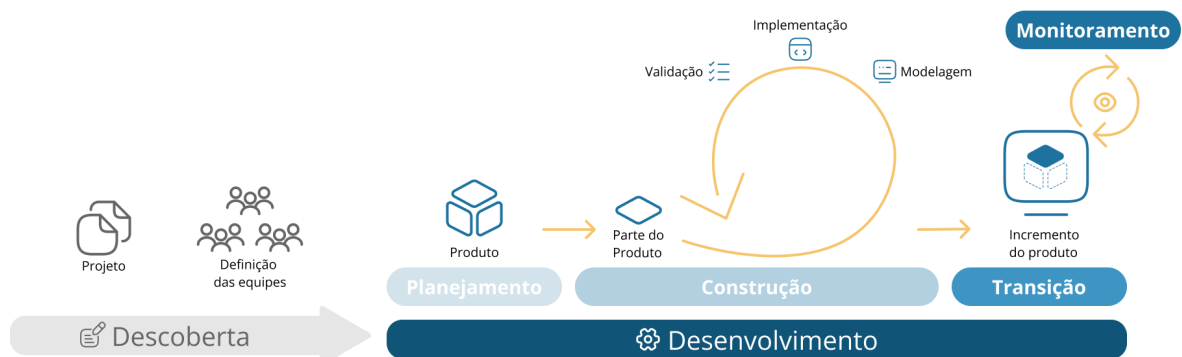 Implementação
Validação
Modelagem
Monitoramento
Projeto
Definição
das equipes
Produto
Parte do
Produto
Incremento
do produto
Planejamento
Construção
Transição
Descoberta
Desenvolvimento